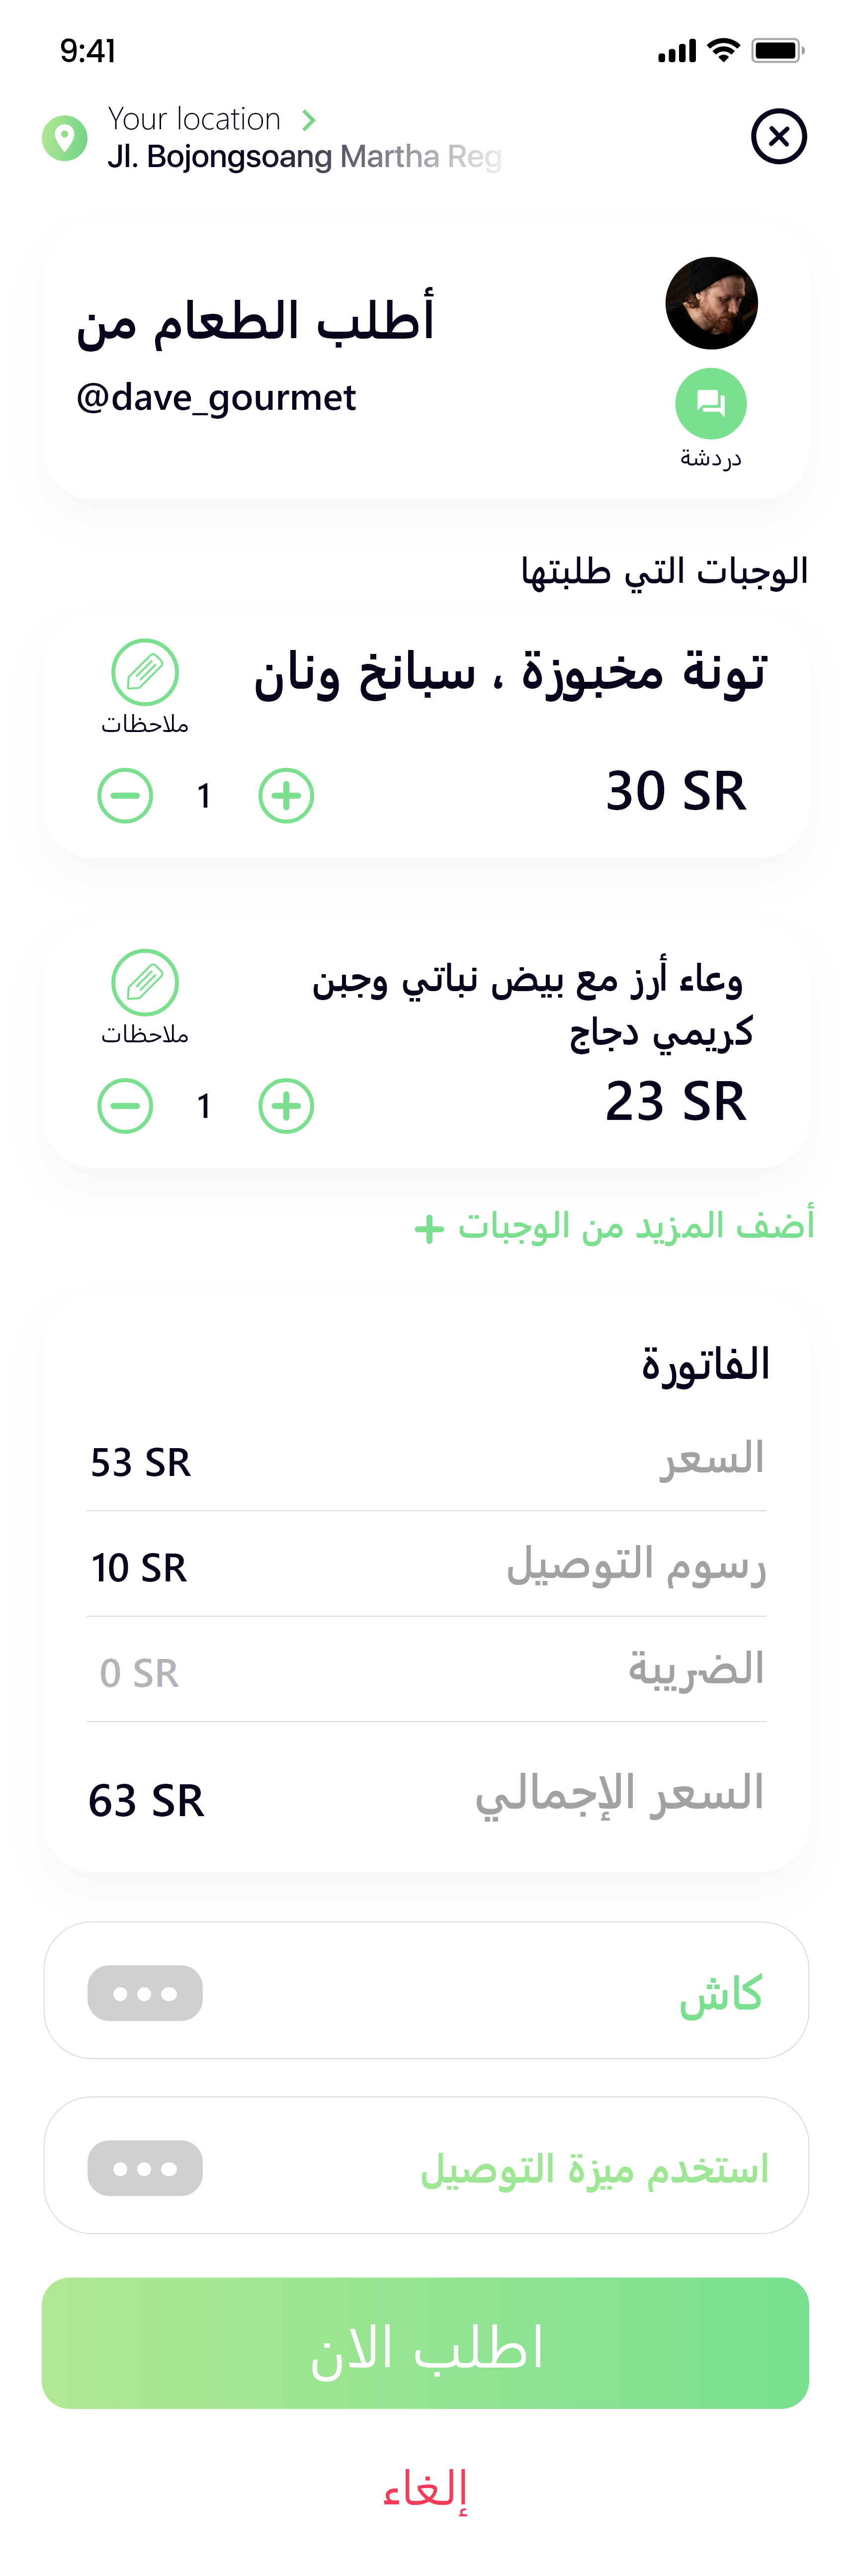 9:41
Your location
Jl. Bojongsoang Martha Reg
أطلب الطعام من
@dave_gourmet
دردشة
الوجبات التي طلبتها
تونة مخبوزة ، سبانخ ونان
ملاحظات
30 SR
1
وعاء أرز مع بيض نباتي وجبن
كريمي دجاج
ملاحظات
23 SR
1
أضف المزيد من الوجبات +
الفاتورة
السعر
53 SR
رسوم التوصيل
10 SR
الضريبة
0 SR
السعر الإجمالي
63 SR
كاش
استخدم ميزة التوصيل
اطلب الان
إلغاء